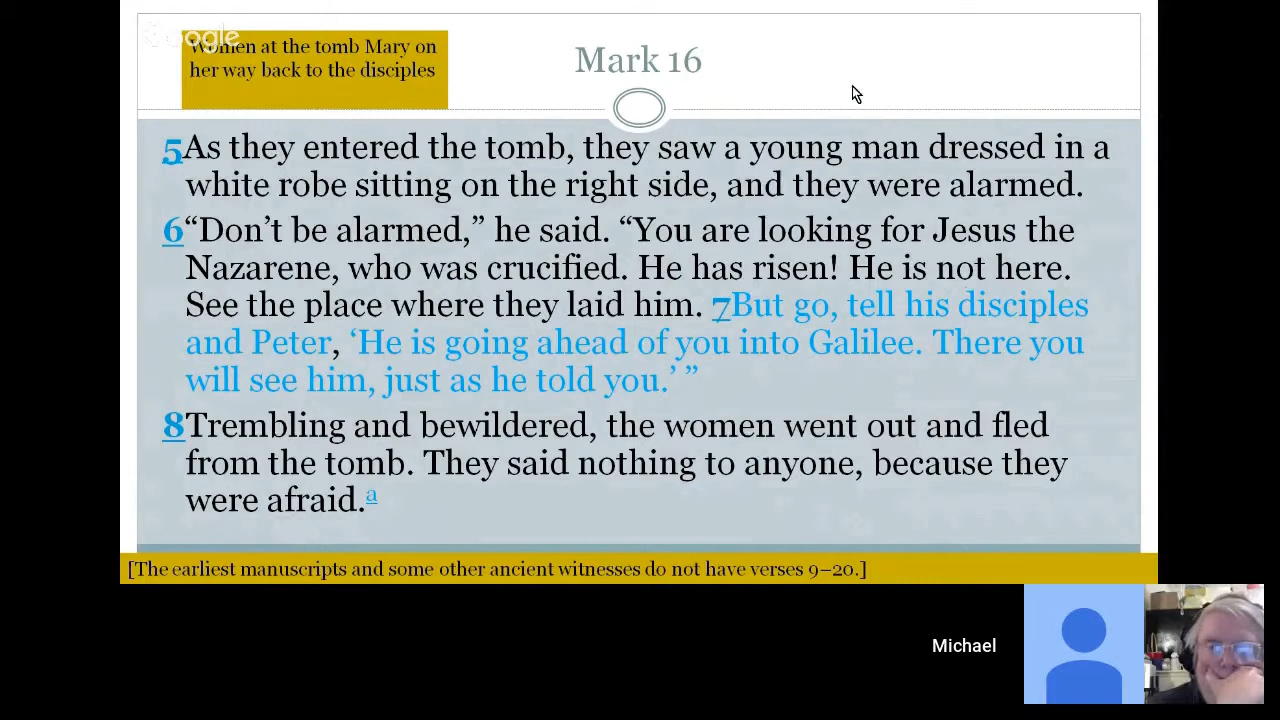 Google
Women at the tomb Mary on
her way back to the disciples
Mark 16
5As they entered the tomb, they saw a young man dressed in a
white robe sitting on the right side, and they were alarmed.
6“Don’t be alarmed,” he said. “You are looking for Jesus the
Nazarene, who was crucified. He has risen! He is not here.
See the place where they laid him. 7But go, tell his disciples
and Peter, ‘He is going ahead of you into Galilee. There you
will see him, just as he told you.’ ”
8Trembling and bewildered, the women went out and fled
from the tomb. They said nothing to anyone, because they
were afraid.a
[The earliest manuscripts and some other ancient witnesses do not have verses 9–20.]
Michael